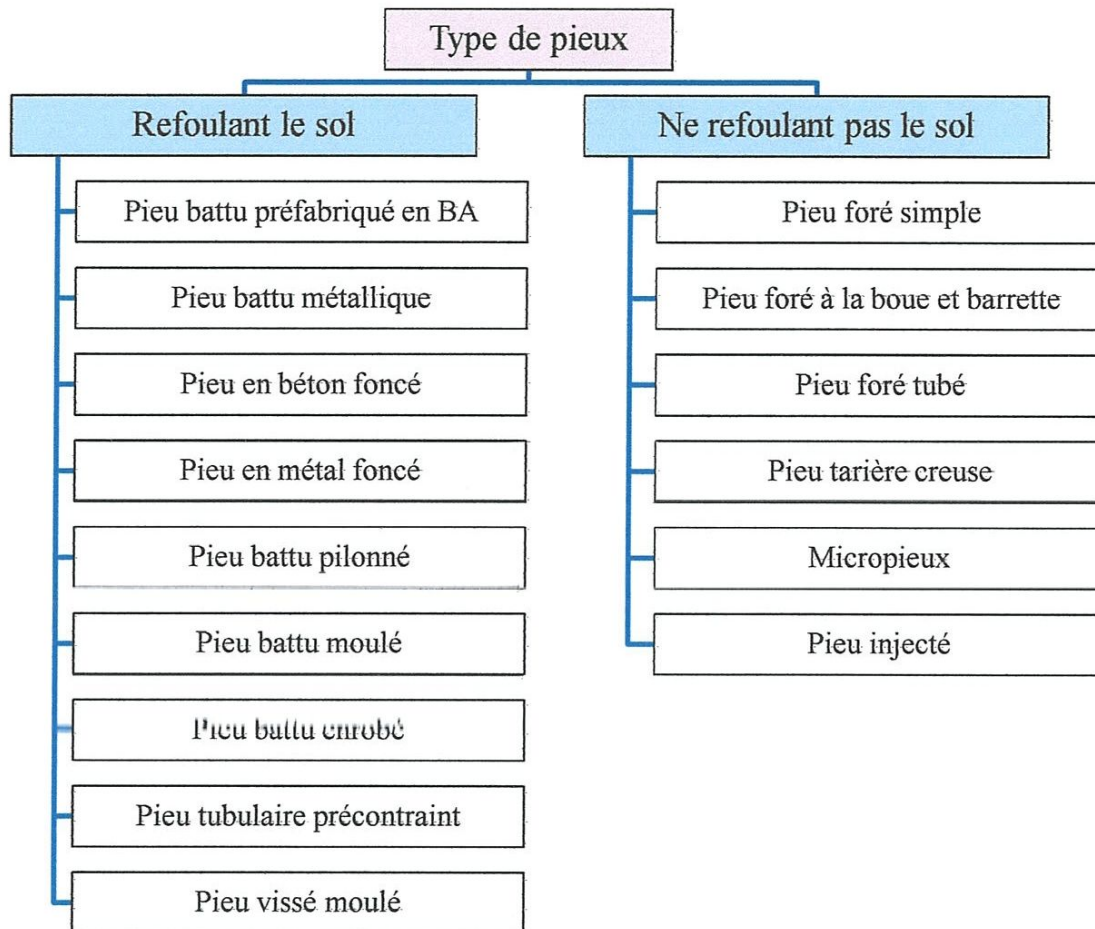 Type de pieux
Refoulant le sol
Pieu battu préfabriqué en BA
Pieu battu métallique
Pieu en béton foncé
Pieu en métal foncé
Pieu battu pilonné
Pieu battu moulé
Pieu battu enrobé
Pieu tubulaire précontraint
Pieu vissé moulé
Ne refoulant pas le sol
Pieu foré simple
Pieu foré à la boue et barrette
Pieu foré tubé
Pieu tarière creuse
Micropieux
Pieu injecté